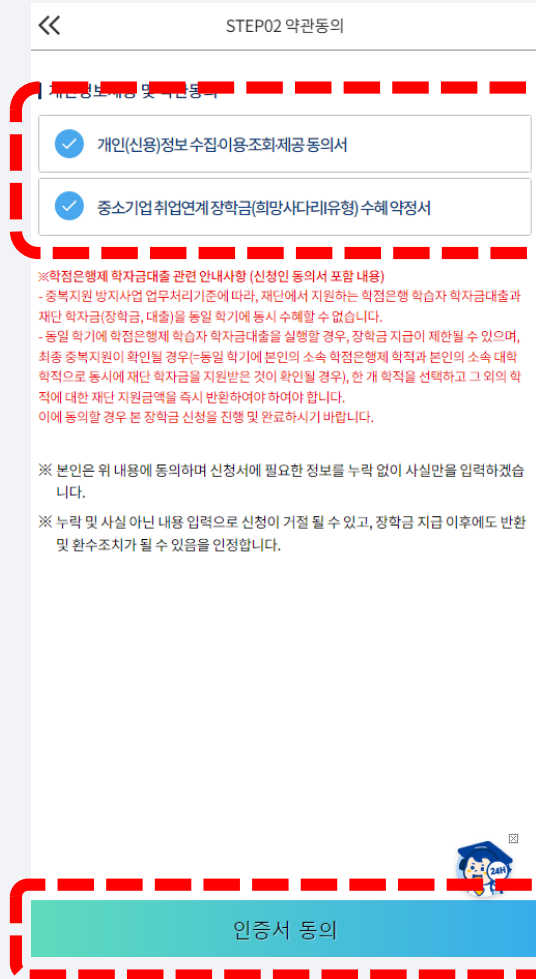 STEP02 약관동의
개인정보제공 및 약관동의
개인(신용)정보 수집·이용·조회·제공 동의서
중소기업 취업연계 장학금(희망사다리I유형) 수혜 약정서
※학점은행제 학자금대출 관련 안내사항 (신청인 동의서 포함 내용)
- 중복지원 방지사업 업무처리기준에 따라, 재단에서 지원하는 학점은행 학습자 학자금대출과
재단 학자금(장학금, 대출)을 동일 학기에 동시 수혜할 수 없습니다.
- 동일 학기에 학점은행제 학습자 학자금대출을 실행할 경우, 장학금 지급이 제한될 수 있으며,
최종 중복지원이 확인될 경우(=동일 학기에 본인의 소속 학점은행제 학적과 본인의 소속 대학
학적으로 동시에 재단 학자금을 지원받은 것이 확인될 경우), 한 개 학적을 선택하고 그 외의 학
적에 대한 재단 지원금액을 즉시 반환하여야 하여야 합니다.
이에 동의할 경우 본 장학금 신청을 진행 및 완료하시기 바랍니다.
※ 본인은 위 내용에 동의하며 신청서에 필요한 정보를 누락 없이 사실만을 입력하겠습
니다.
※ 누락 및 사실 아닌 내용 입력으로 신청이 거절 될 수 있고, 장학금 지급 이후에도 반환
및 환수조치가 될 수 있음을 인정합니다.
24H
인증서 동의